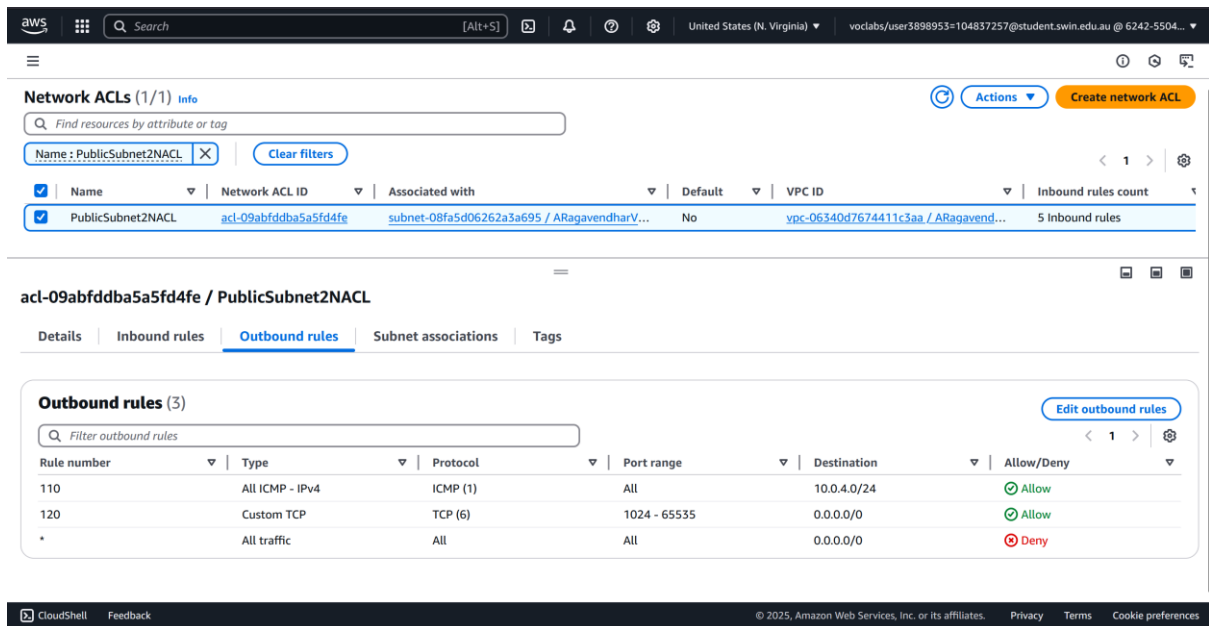 aws Search [Alt+S] United States (N. Virginia) ▼ voclabs/user3898953=104837257@student.swin.edu.au @ 6242-5504... ▼
Network ACLs (1/1) Info Actions ▼ Create network ACL
Find resources by attribute or tag
Name : PublicSubnet2NACL Clear filters 1
Name Network ACL ID Associated with Default VPC ID Inbound rules count
PublicSubnet2NACL acl-09abfddba5a5fd4fe subnet-08fa5d06262a3a695 / ARagavendharV... No vpc-06340d7674411c3aa / ARagavend... 5 Inbound rules
acl-09abfddba5a5fd4fe / PublicSubnet2NACL
Details Inbound rules Outbound rules Subnet associations Tags
Outbound rules (3) Edit outbound rules
Filter outbound rules 1
Rule number Type Protocol Port range Destination Allow/Deny
110 All ICMP - IPv4 ICMP (1) All 10.0.4.0/24 Allow
120 Custom TCP TCP (6) 1024 - 65535 0.0.0.0/0 Allow
* All traffic All All 0.0.0.0/0 Deny
CloudShell Feedback © 2025, Amazon Web Services, Inc. or its affiliates. Privacy Terms Cookie preferences